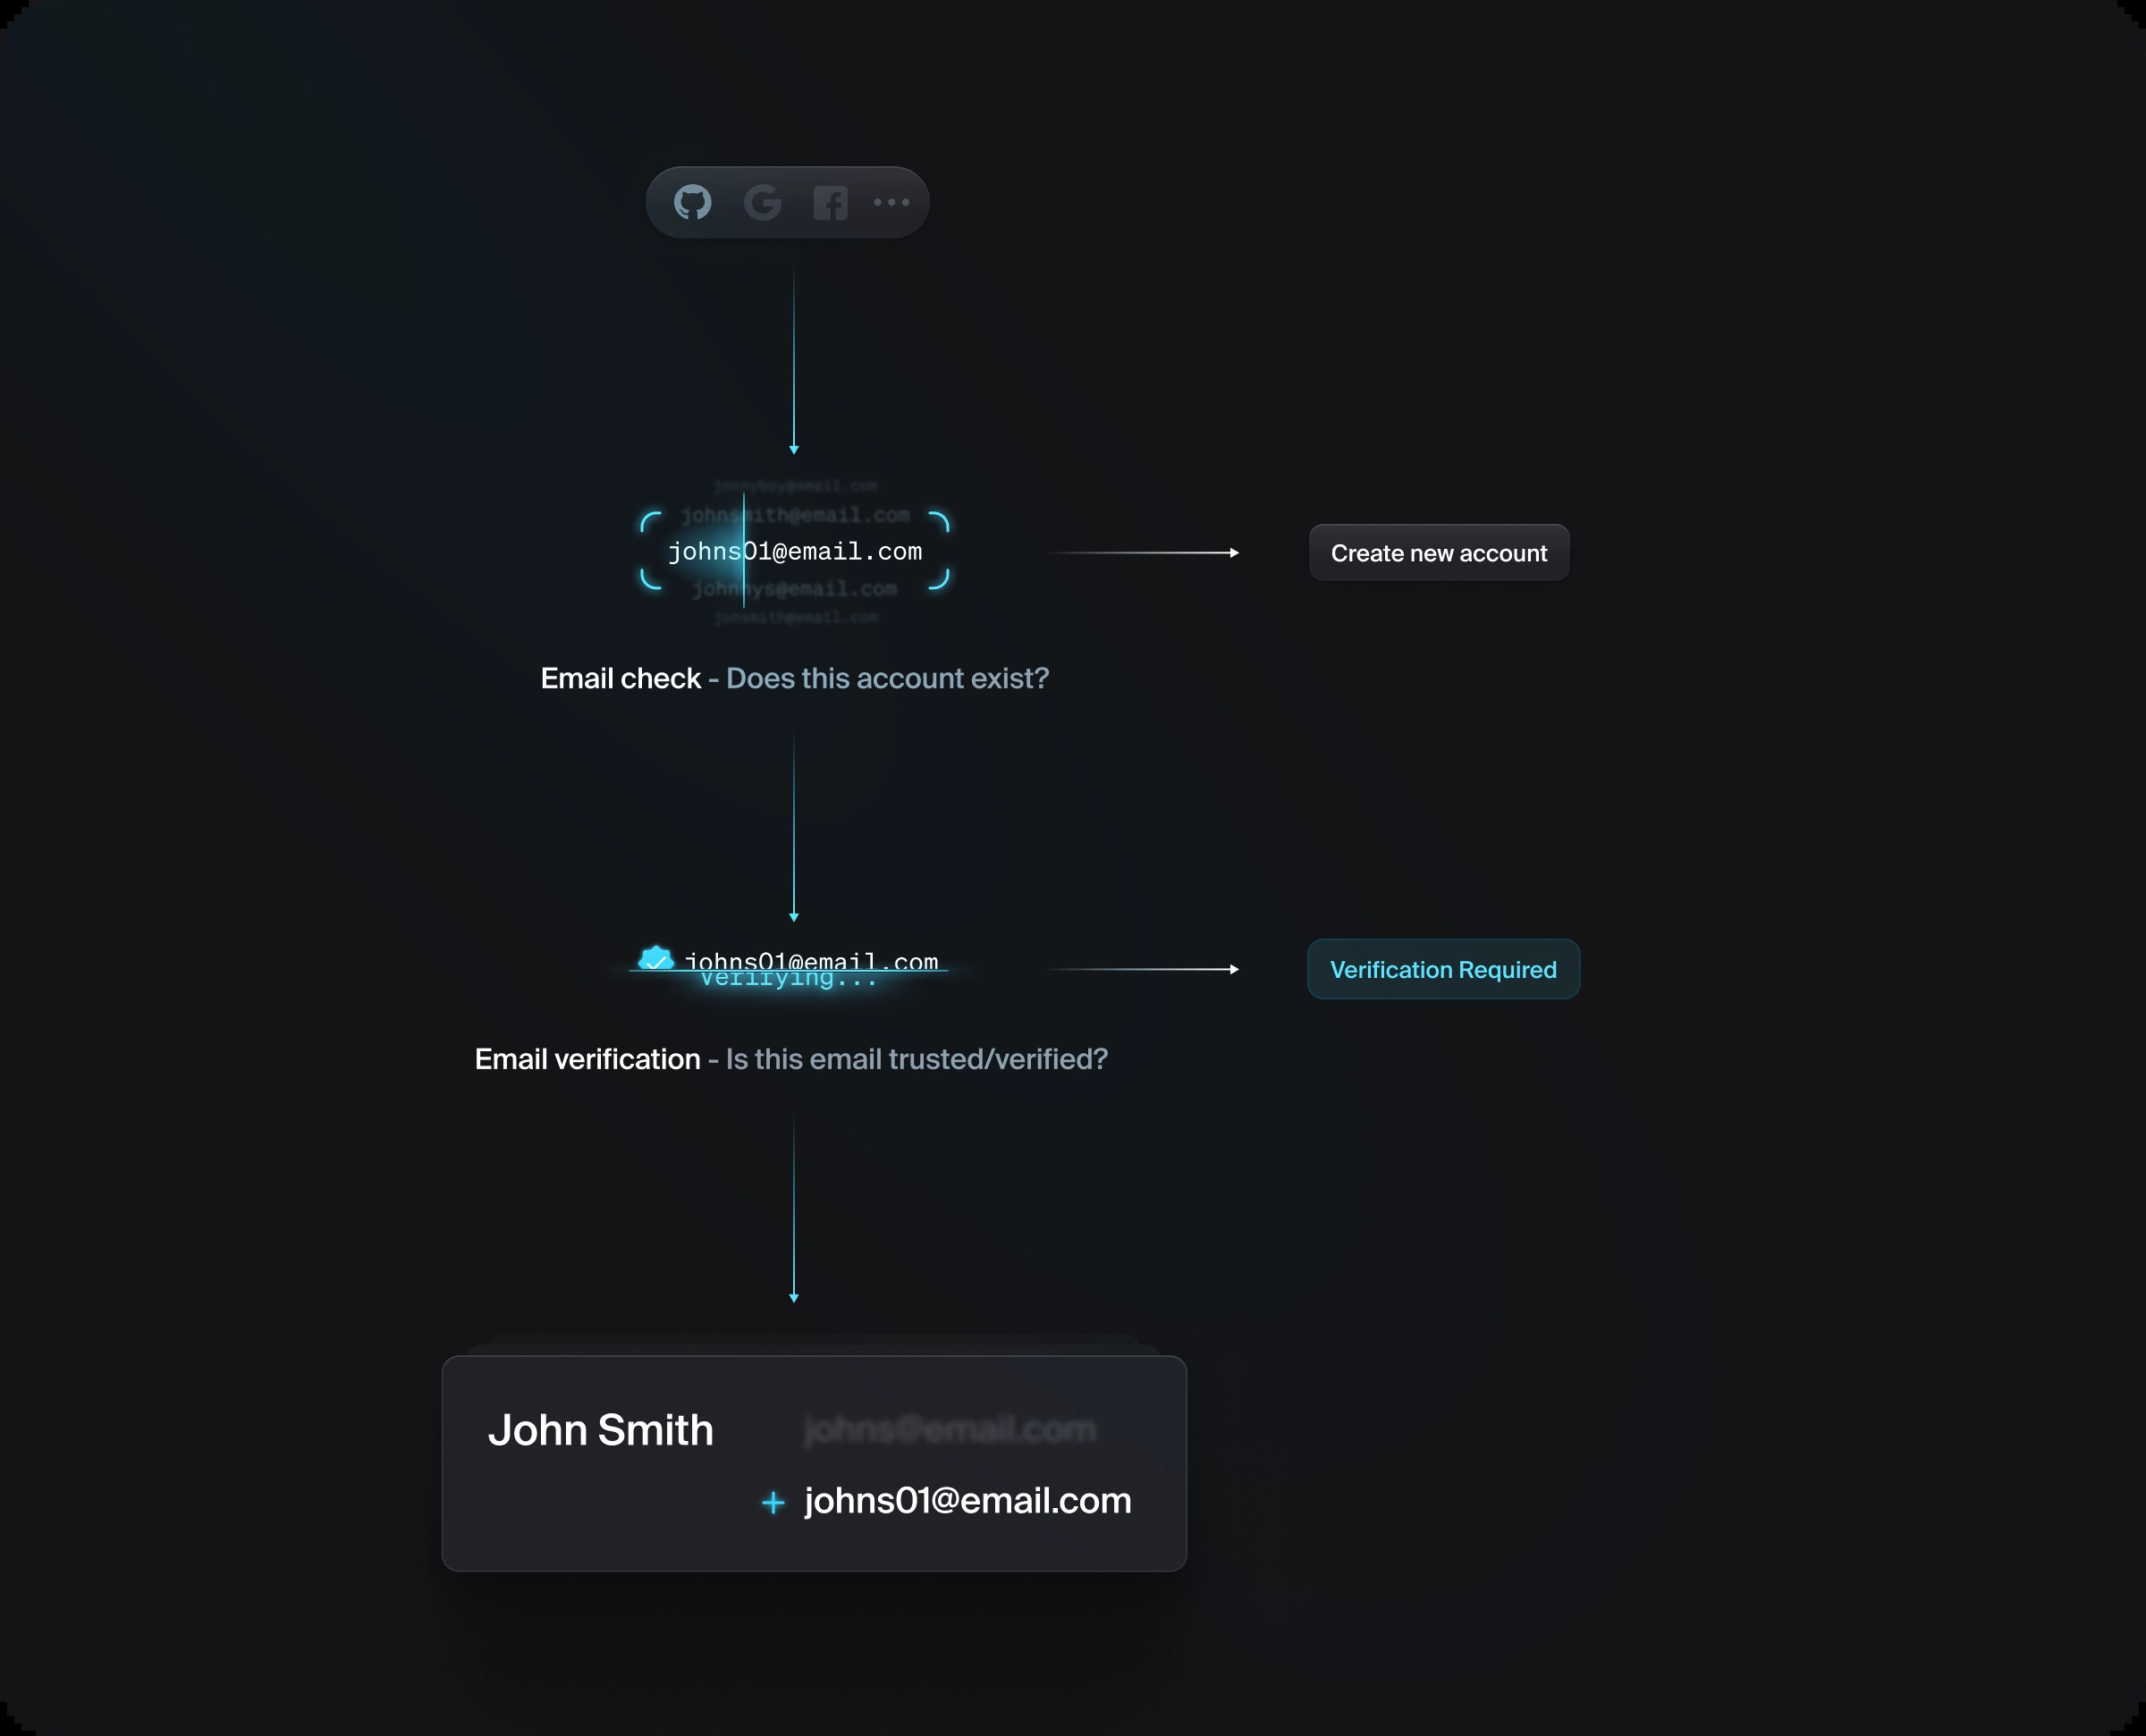 jonnyboy@email.com
johnsmith@email.com
johns01@email.com
johnnys@email.com
jonsmith@email.com
Create new account
Email check - Does this account exist?
johns01@email.com
Verifying...
Verification Required
Email verification - Is this email trusted/verified?
John Smith
johns@email.com
+ johns01@email.com